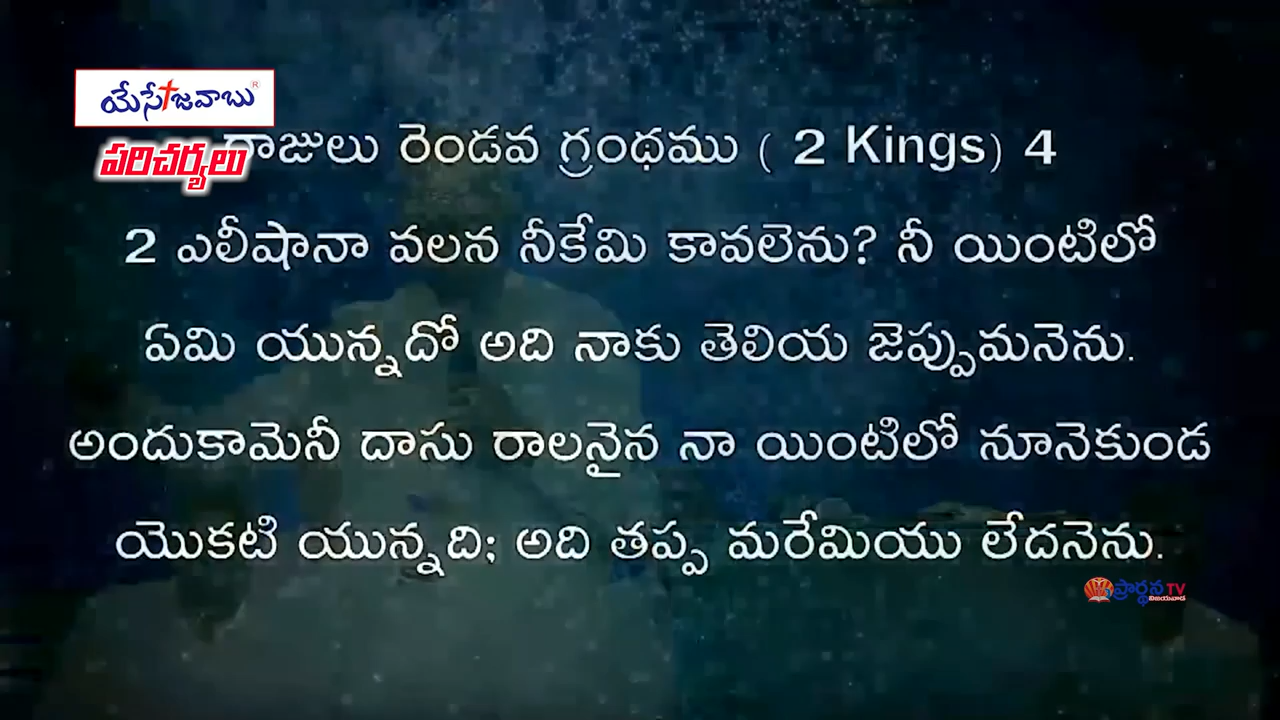 యేసే జవాబు ®
పరిచర్యలు
రాజులు రెండవ గ్రంథము ( 2 Kings) 4
2 ఎలీషానా వలన నీకేమి కావలెను? నీ యింటిలో
ఏమి యున్నదో అది నాకు తెలియ జెప్పుమనెను.
అందుకామెనీ దాసు రాలనైన నా యింటిలో నూనెకుండ
యొకటి యున్నది; అది తప్ప మరేమియు లేదనెను.
ప్రార్థన TV
విజయవాడ